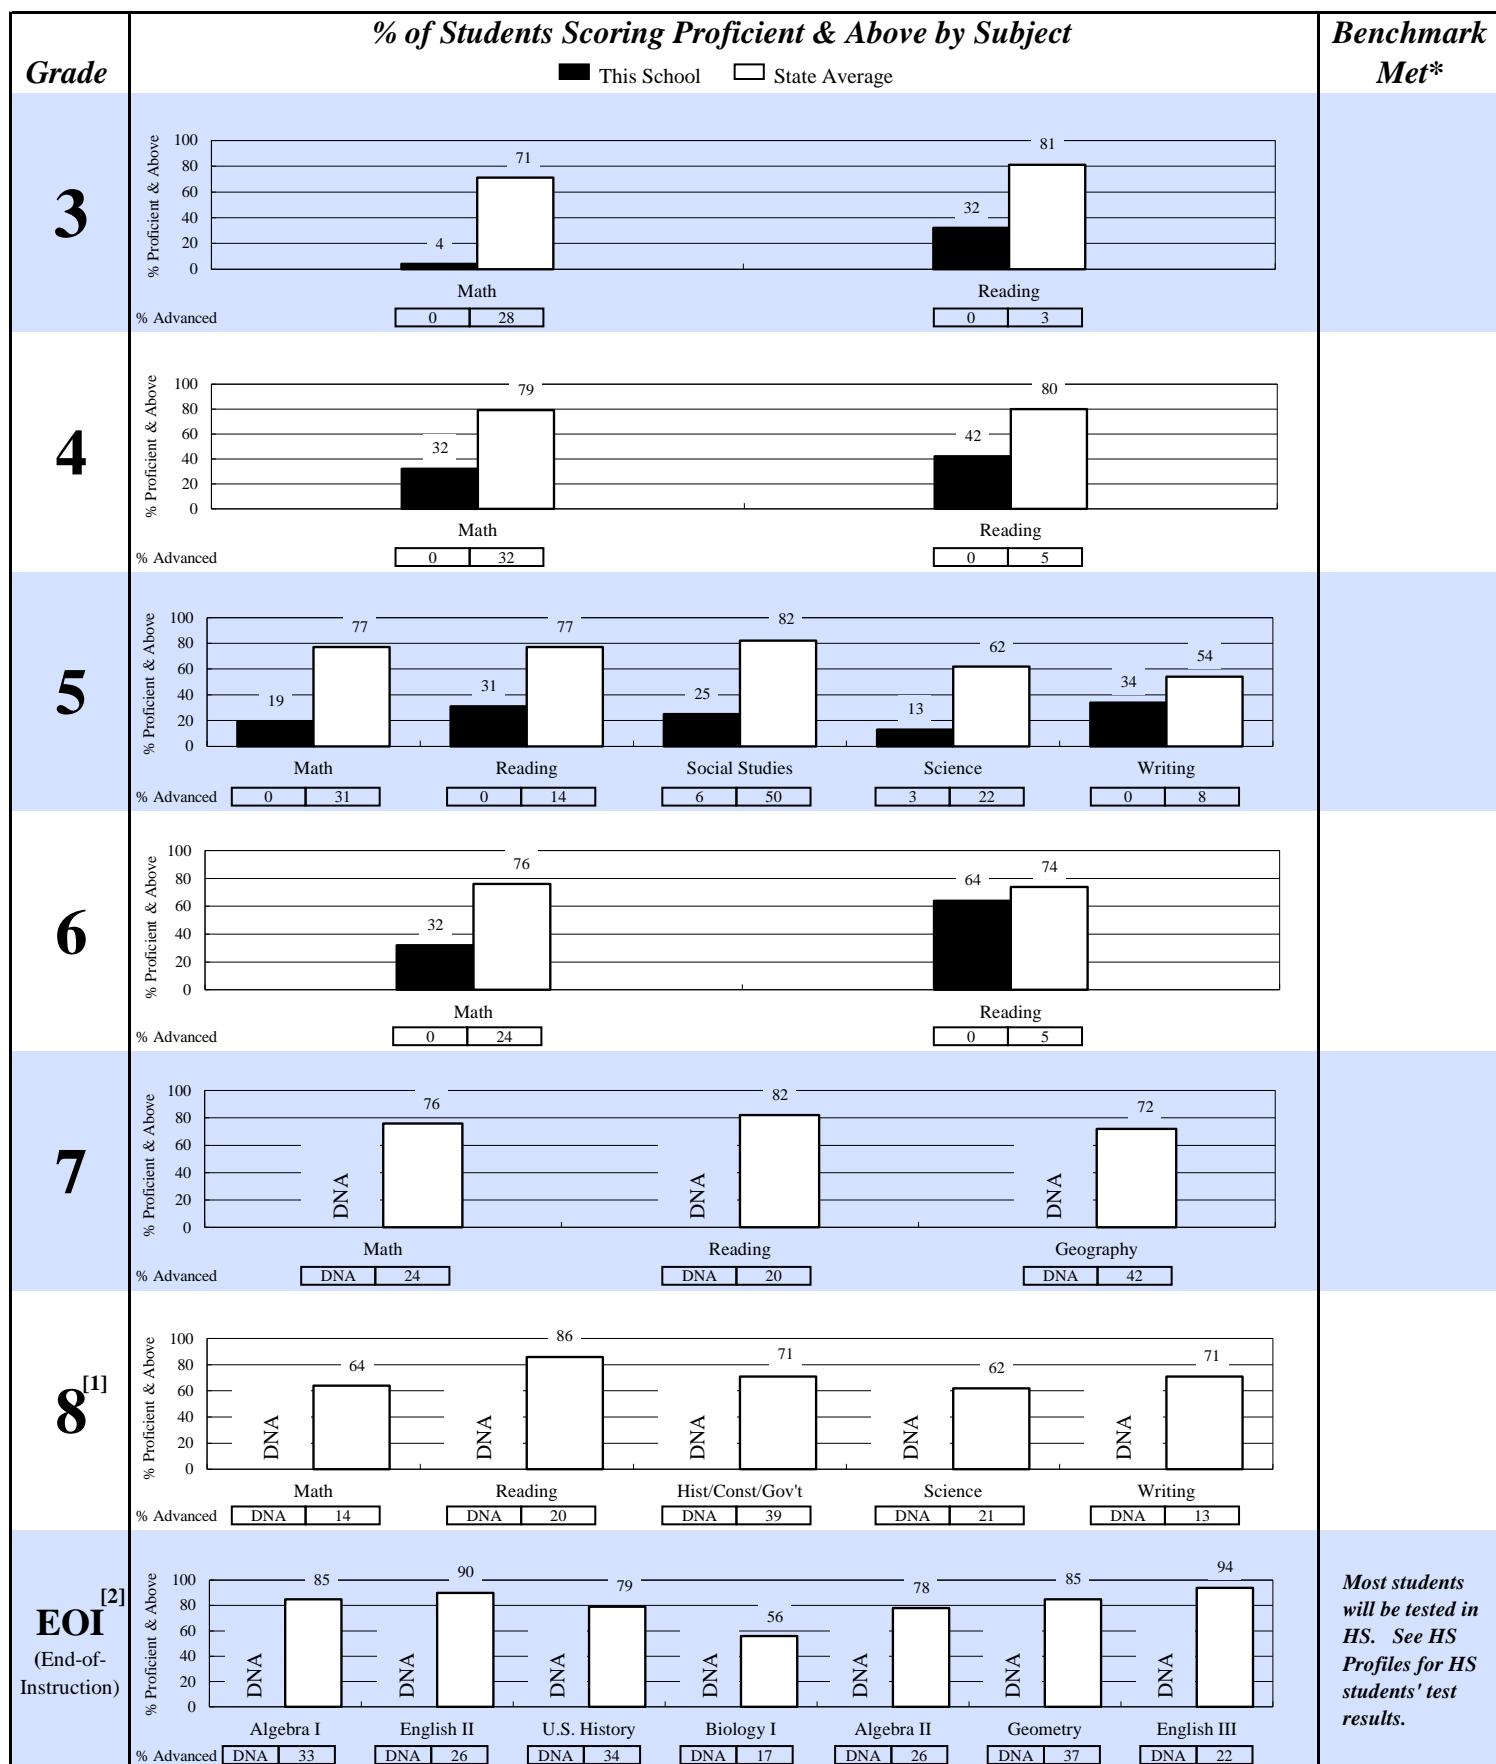 % of Students Scoring Proficient & Above by Subject
Benchmark
Met*
Grade
This School State Average
3
% Proficient & Above
100
80
60
40
20
0
4 71 32 81
Math Reading
% Advanced 0 28 0 3
4
% Proficient & Above
100
80
60
40
20
0
32 79 42 80
Math Reading
% Advanced 0 32 0 5
5
% Proficient & Above
100
80
60
40
20
0
19 77 31 77 25 82 13 62 34 54
Math Reading Social Studies Science Writing
% Advanced 0 31 0 14 6 50 3 22 0 8
6
% Proficient & Above
100
80
60
40
20
0
32 76 64 74
Math Reading
% Advanced 0 24 0 5
7
% Proficient & Above
100
80
60
40
20
0
DNA 76 DNA 82 DNA 72
Math Reading Geography
% Advanced DNA 24 DNA 20 DNA 42
8[1]
% Proficient & Above
100
80
60
40
20
0
DNA 64 DNA 86 DNA 71 DNA 62 DNA 71
Math Reading Hist/Const/Gov't Science Writing
% Advanced DNA 14 DNA 20 DNA 39 DNA 21 DNA 13
EOI[2]
(End-of-
Instruction)
% Proficient & Above
100
80
60
40
20
0
DNA 85 DNA 90 DNA 79 DNA 56 DNA 78 DNA 85 DNA 94
Algebra I English II U.S. History Biology I Algebra II Geometry English III
% Advanced DNA 33 DNA 26 DNA 34 DNA 17 DNA 26 DNA 37 DNA 22
Most students
will be tested in
HS. See HS
Profiles for HS
students' test
results.